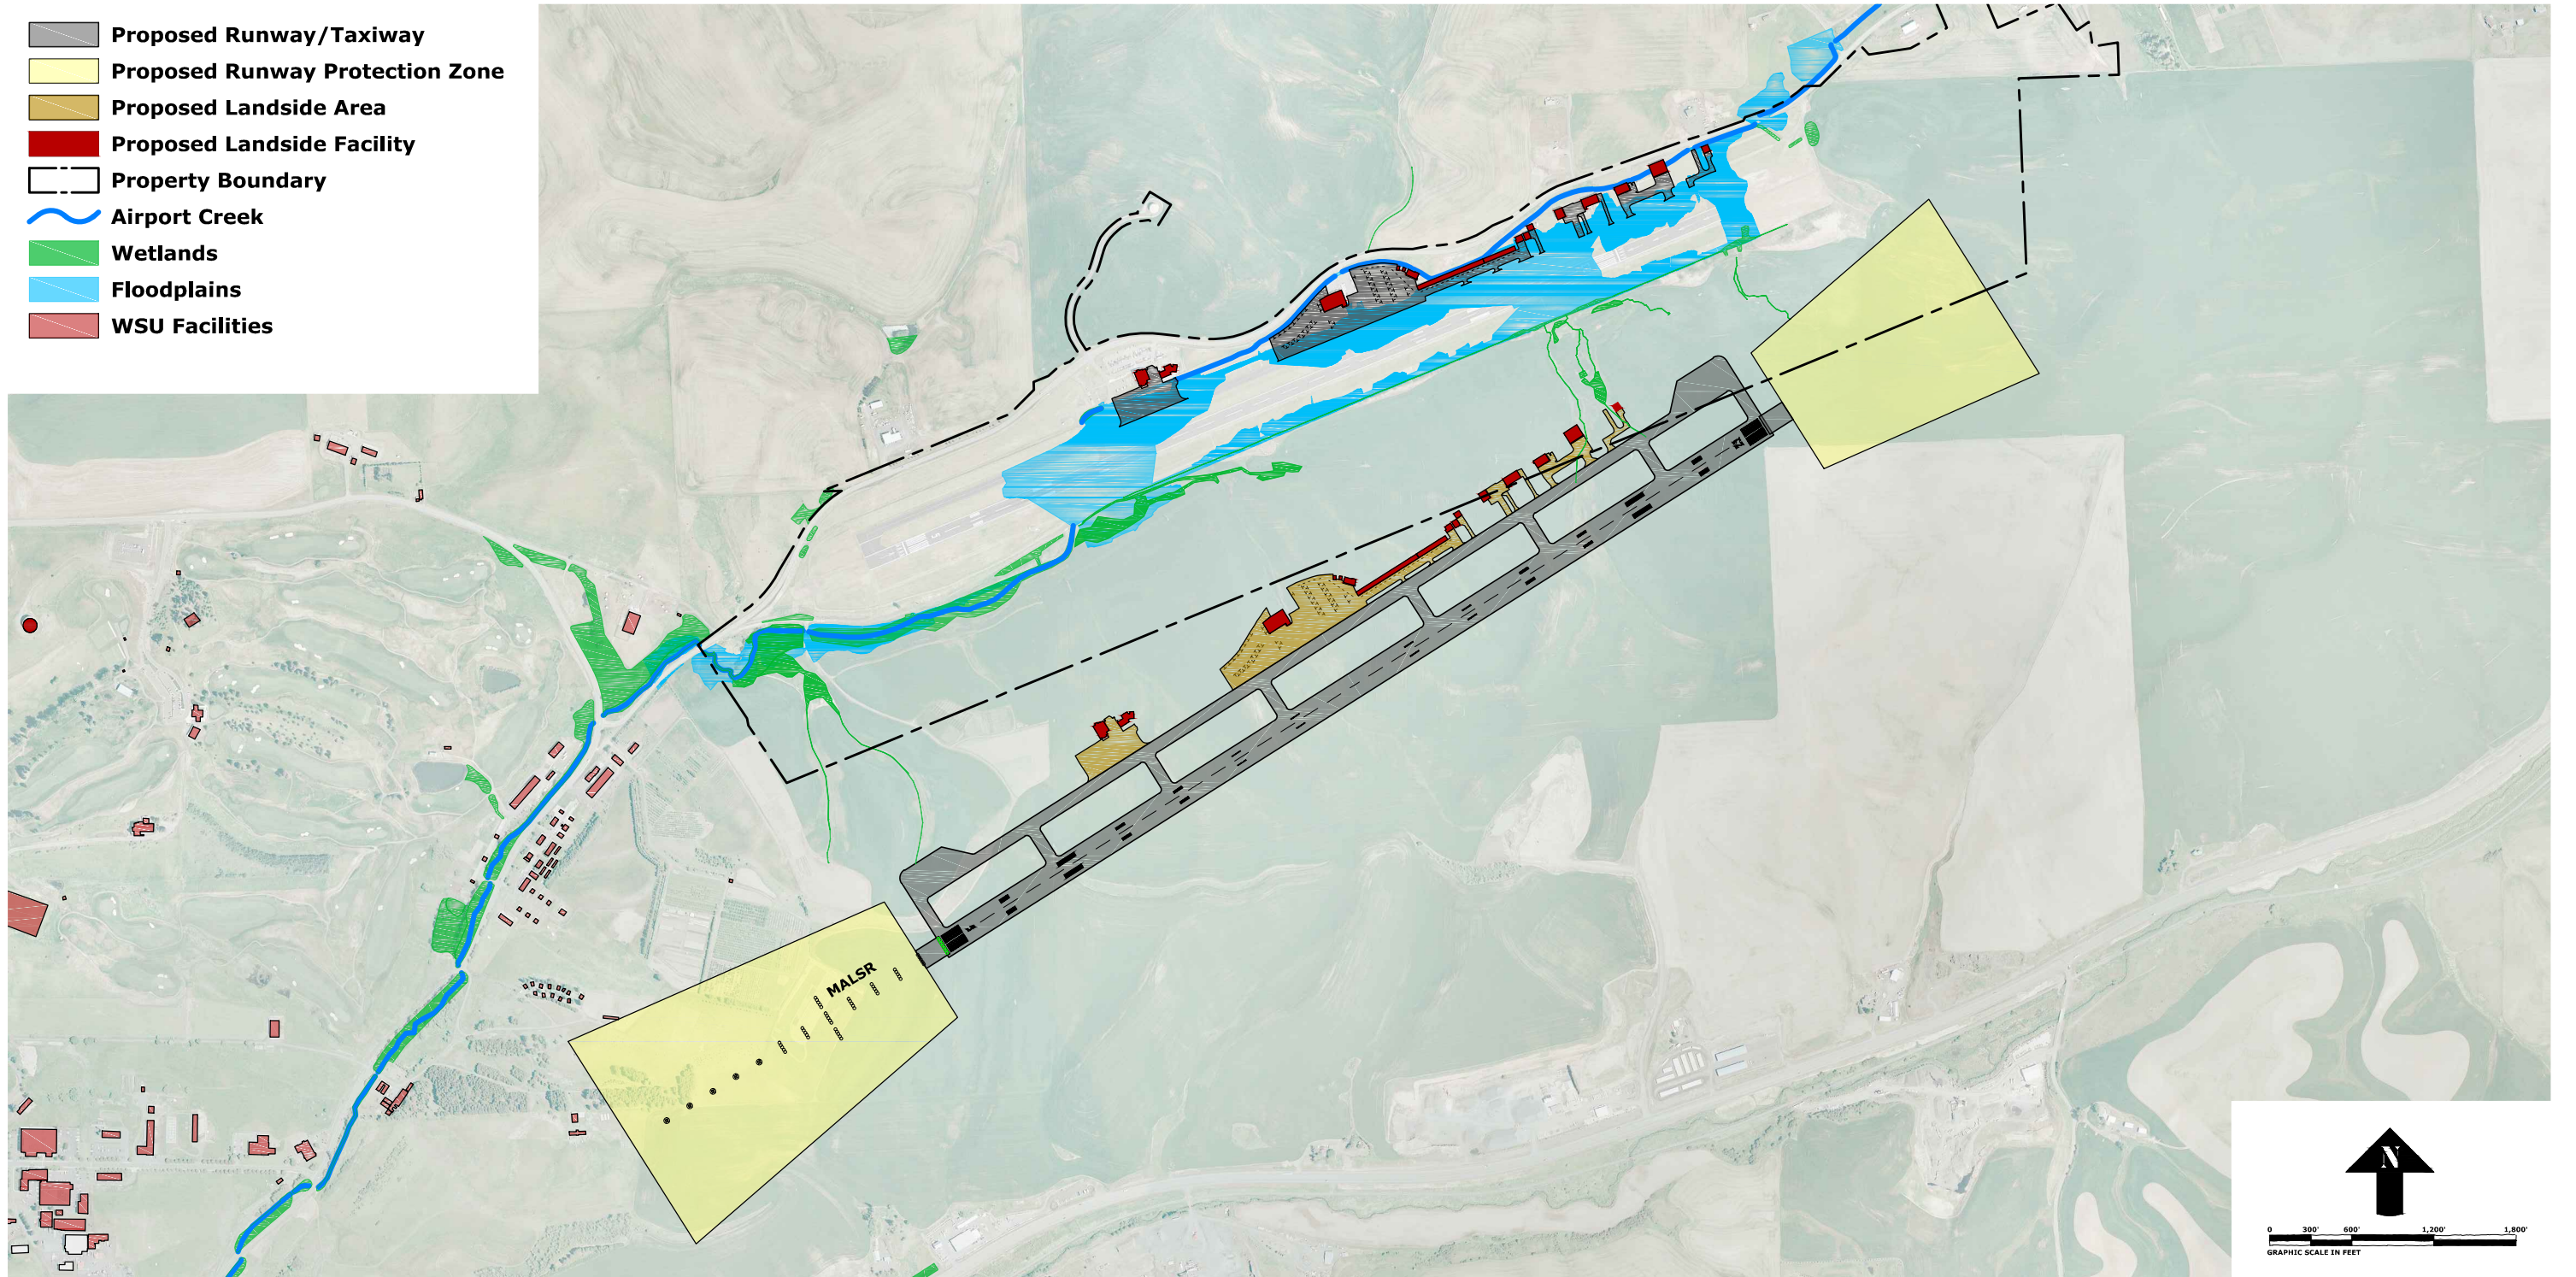 Proposed Runway/Taxiway
Proposed Runway Protection Zone
Proposed Landside Area
Proposed Landside Facility
Property Boundary
Airport Creek
Wetlands
Floodplains
WSU Facilities
MALSR
N
0 300' 600' 1,200' 1,800'
GRAPHIC SCALE IN FEET